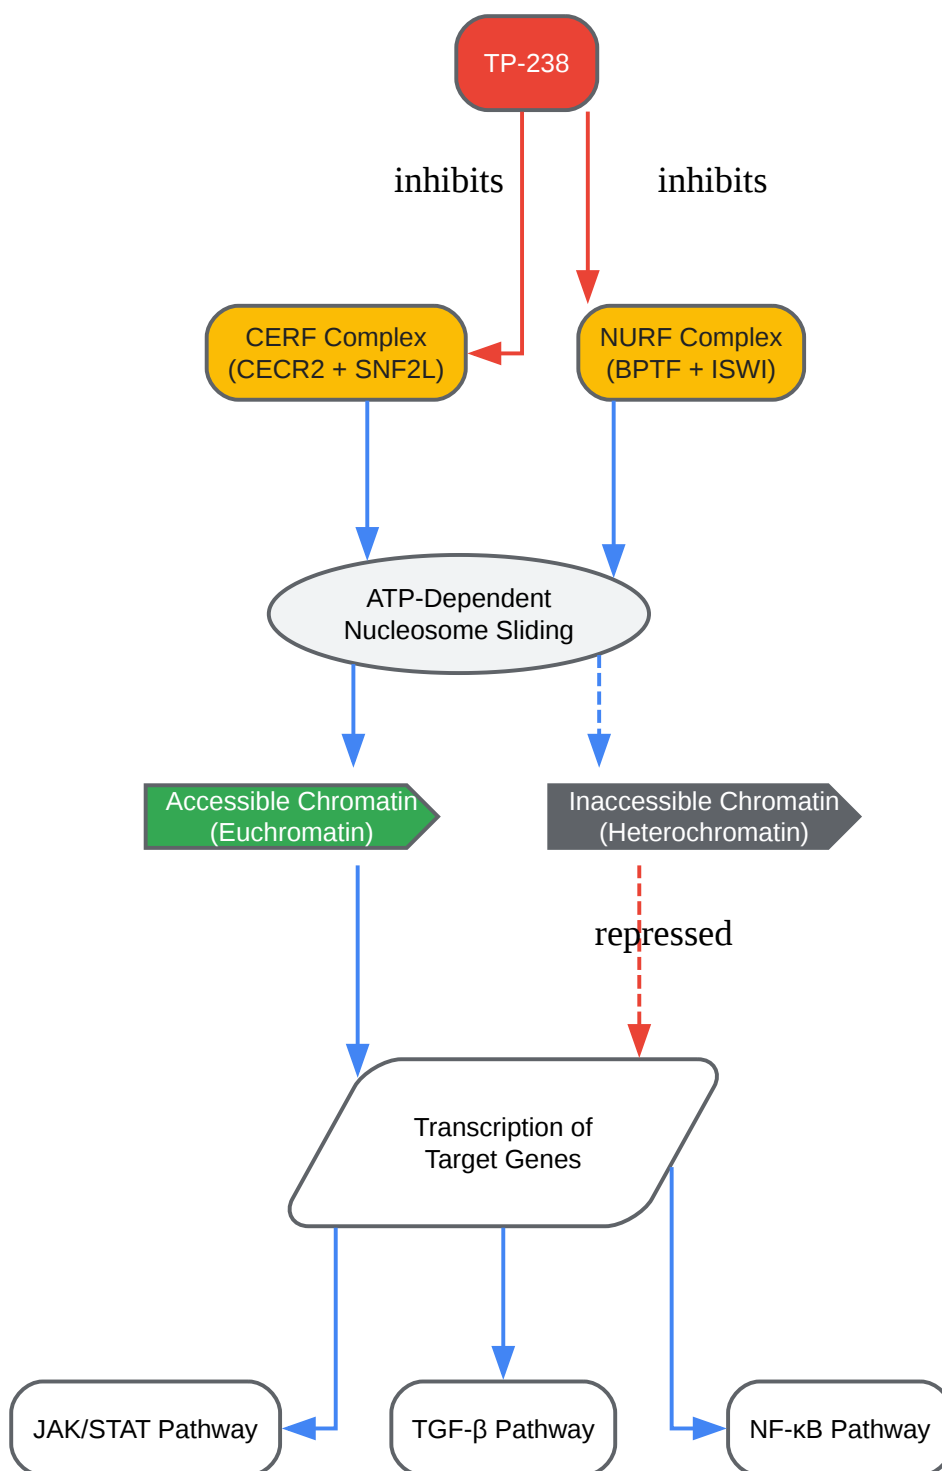 TP-238
inhibits
inhibits
CERF Complex
(CECR2 + SNF2L)
NURF Complex
(BPTF + ISWI)
ATP-Dependent
Nucleosome Sliding
Accessible Chromatin
(Euchromatin)
Inaccessible Chromatin
(Heterochromatin)
repressed
Transcription of
Target Genes
JAK/STAT Pathway
TGF-β Pathway
NF-κB Pathway